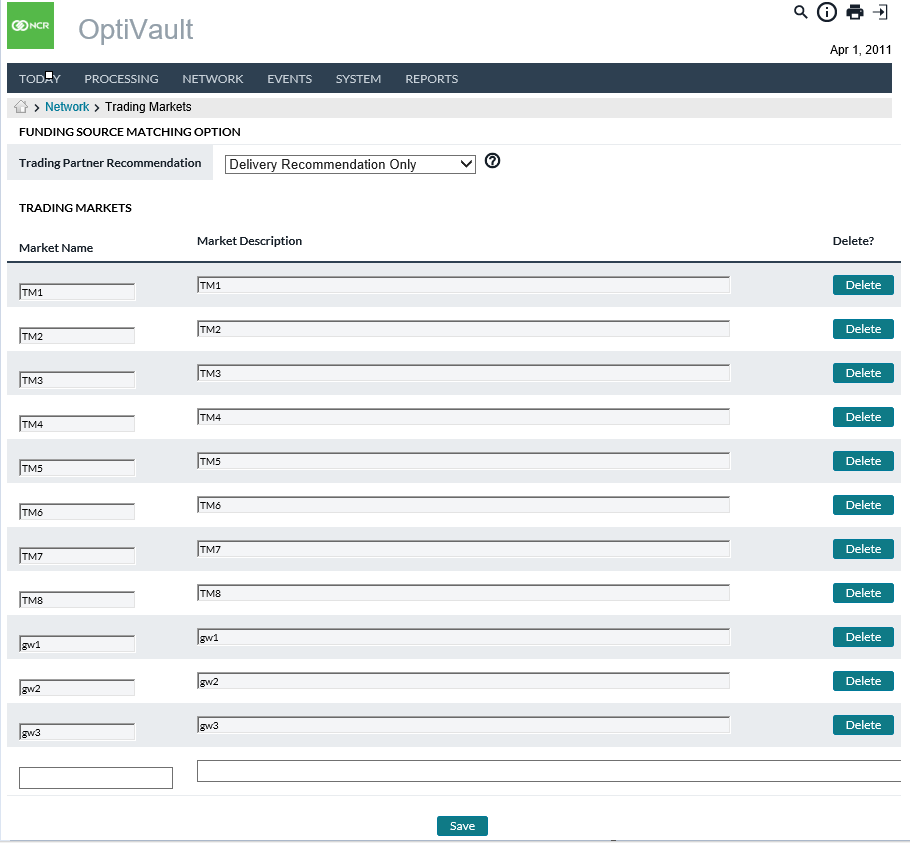 NCR
OptiVault
Apr 1, 2011
TODAY PROCESSING NETWORK EVENTS SYSTEM REPORTS
> Network > Trading Markets
FUNDING SOURCE MATCHING OPTION
Trading Partner Recommendation Delivery Recommendation Only
TRADING MARKETS
Market Name Market Description Delete?
TM1 TM1 Delete
TM2 TM2 Delete
TM3 TM3 Delete
TM4 TM4 Delete
TM5 TM5 Delete
TM6 TM6 Delete
TM7 TM7 Delete
TM8 TM8 Delete
gw1 gw1 Delete
gw2 gw2 Delete
gw3 gw3 Delete
Save